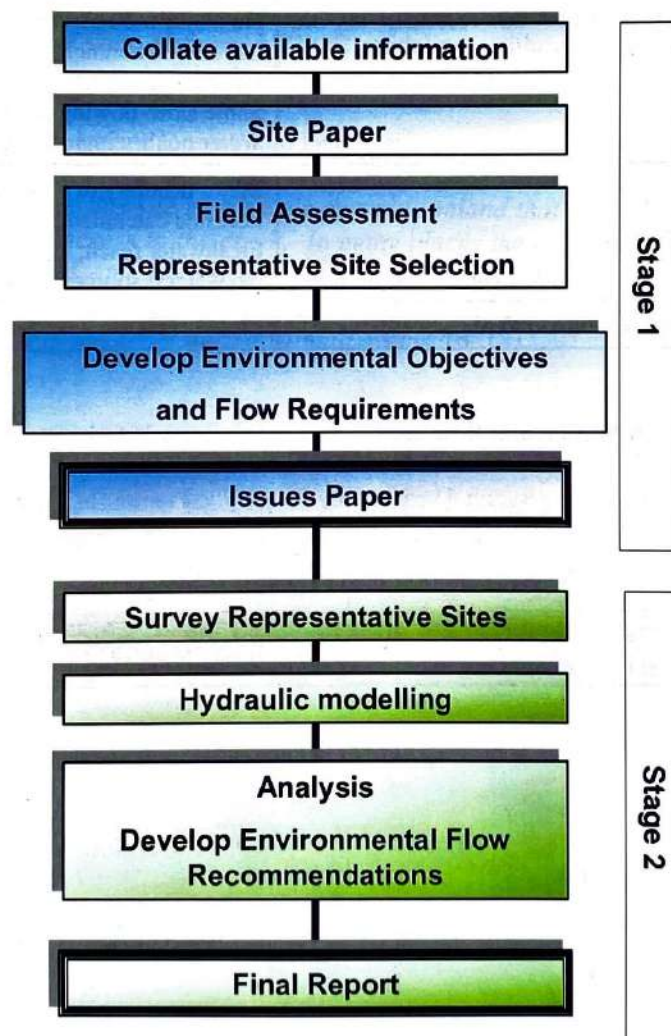 Collate available information
Site Paper
Field Assessment
Representative Site Selection
Develop Environmental Objectives
and Flow Requirements
Issues Paper
Stage 1
Survey Representative Sites
Hydraulic modelling
Analysis
Develop Environmental Flow
Recommendations
Final Report
Stage 2